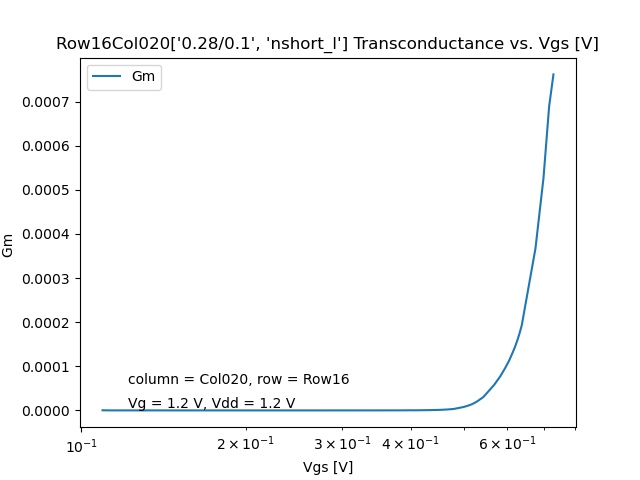 Row16Col020['0.28/0.1', 'nshort_l'] Transconductance vs. Vgs [V]
Gm
0.0007
0.0006
0.0005
0.0004
0.0003
0.0002
0.0001
0.0000
Gm
column = Col020, row = Row16
Vg = 1.2 V, Vdd = 1.2 V
10⁻¹
2 × 10⁻¹
3 × 10⁻¹
4 × 10⁻¹
6 × 10⁻¹
Vgs [V]